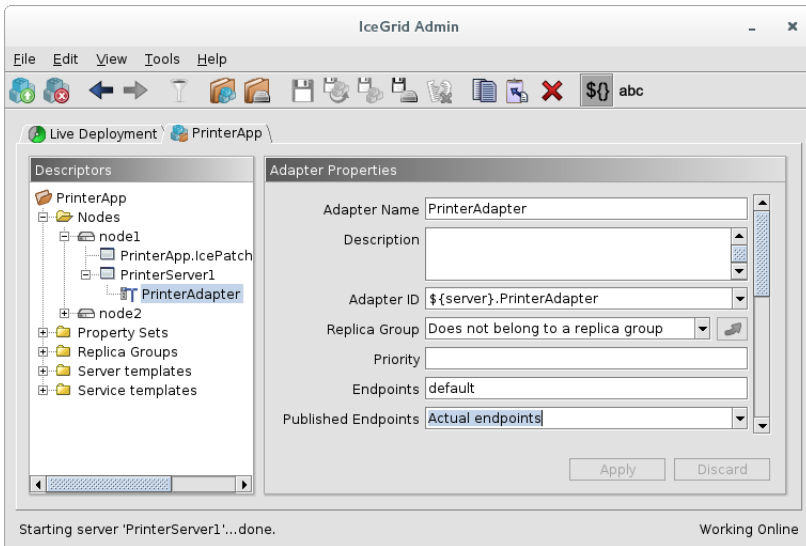 IceGrid Admin
File Edit View Tools Help
${} abc
Live Deployment PrinterApp
Descriptors
PrinterApp
Nodes
node1
PrinterApp.IcePatch
PrinterServer1
PrinterAdapter
node2
Property Sets
Replica Groups
Server templates
Service templates
Adapter Properties
Adapter Name PrinterAdapter
Description
Adapter ID ${server}.PrinterAdapter
Replica Group Does not belong to a replica group
Priority
Endpoints default
Published Endpoints Actual endpoints
Apply Discard
Starting server 'PrinterServer1'...done. Working Online